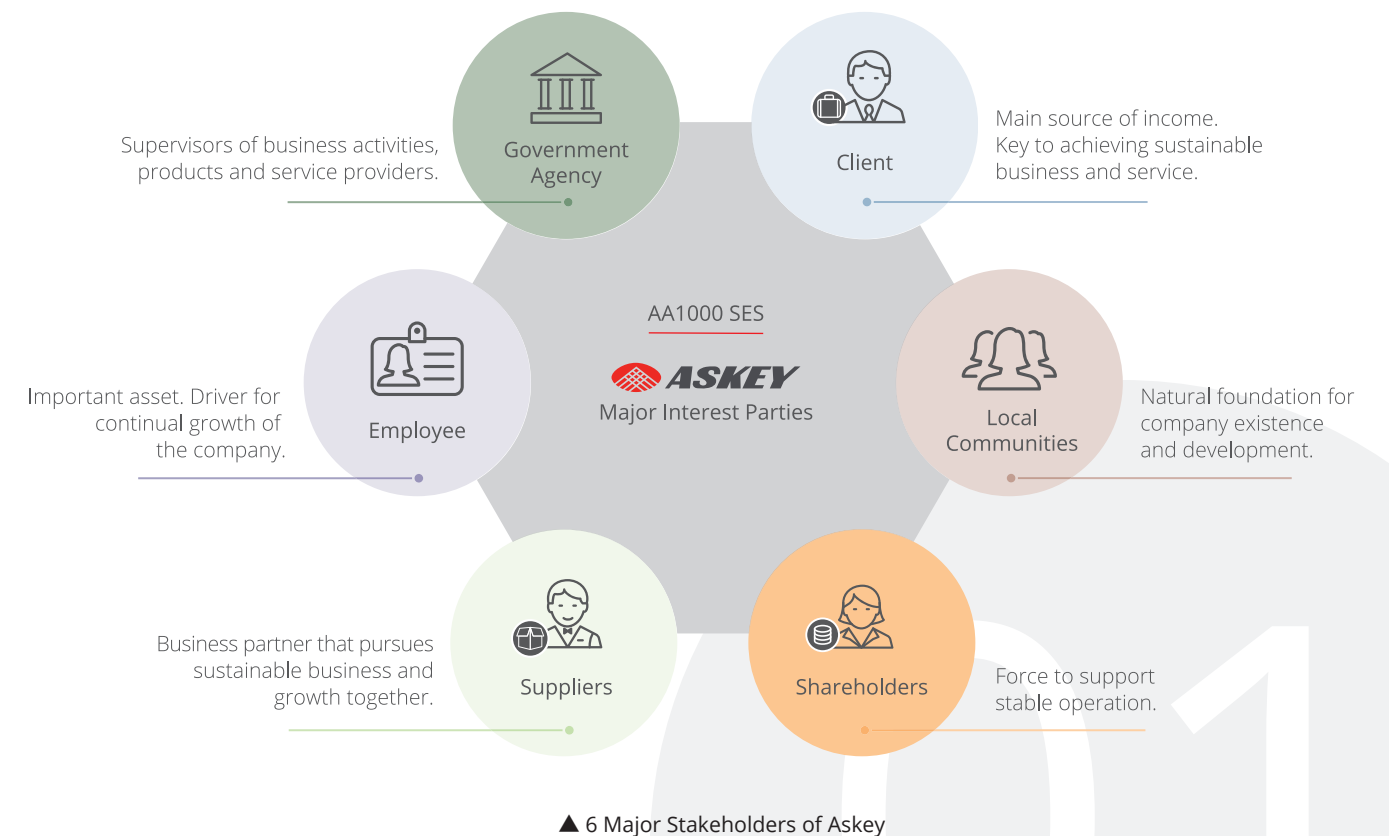 Supervisors of business activities,
products and service providers.
Government
Agency
Client
Main source of income.
Key to achieving sustainable
business and service.
AA1000 SES
ASKEY
Major Interest Parties
Important asset. Driver for
continual growth of
the company.
Employee
Local
Communities
Natural foundation for
company existence
and development.
Business partner that pursues
sustainable business and
growth together.
Suppliers
Shareholders
Force to support
stable operation.
01
▲ 6 Major Stakeholders of Askey